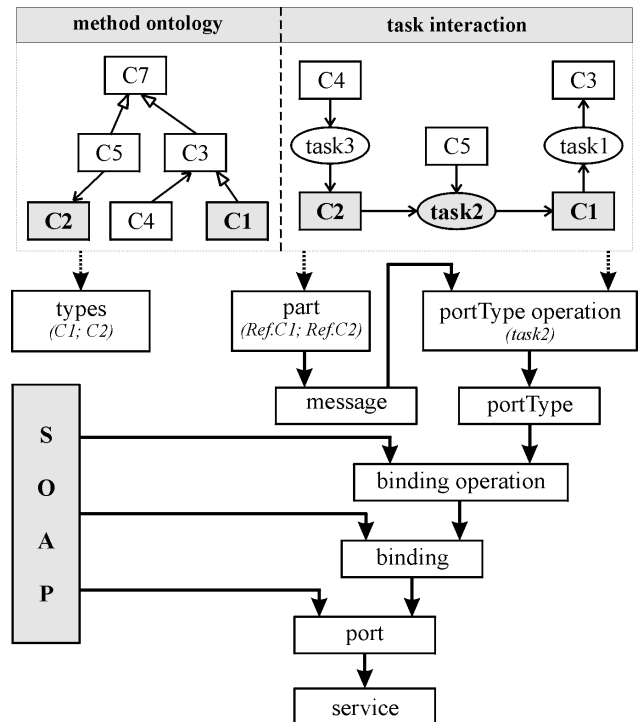 method ontology
task interaction
C7
C5
C3
C2
C4
C1
C4
C3
task3
C5
task1
C2
task2
C1
types
(C1; C2)
part
(Ref.C1; Ref.C2)
portType operation
(task2)
message
portType
S
O
A
P
binding operation
binding
port
service